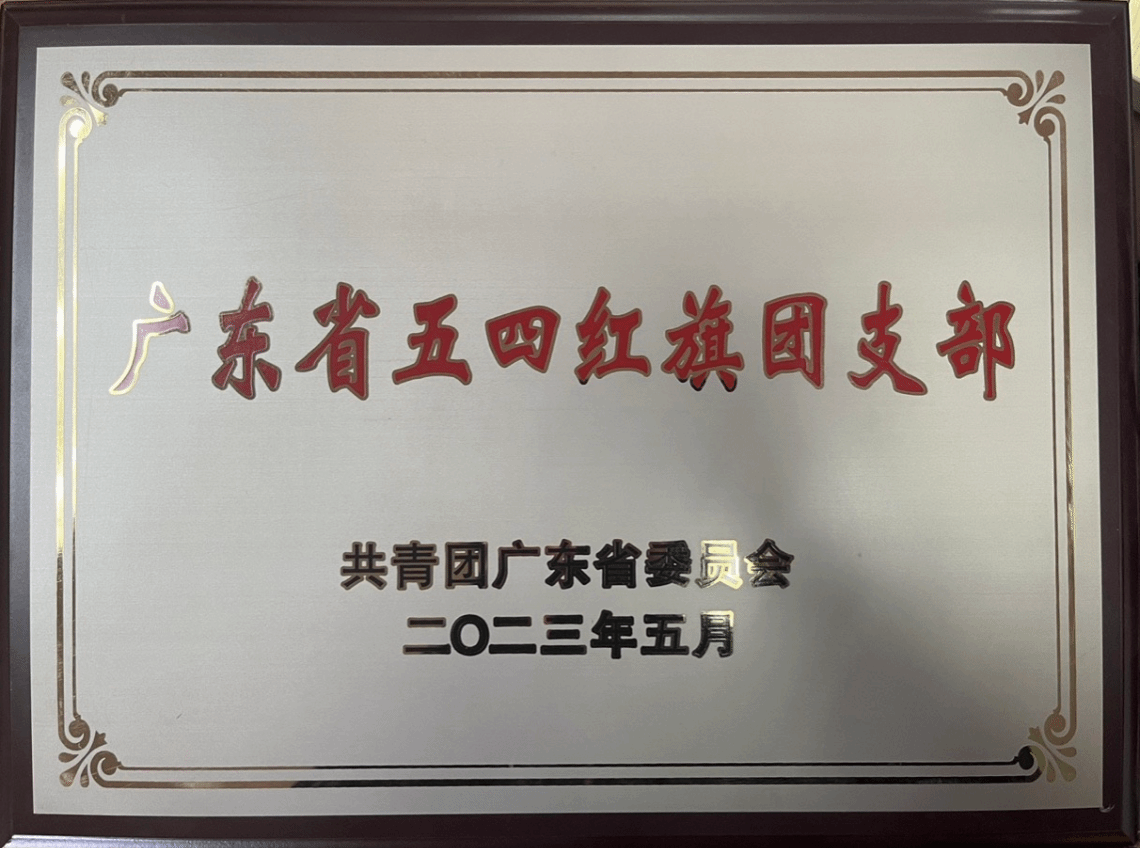 广东省五四红旗团支部
共青团广东省委员会
二〇二三年五月